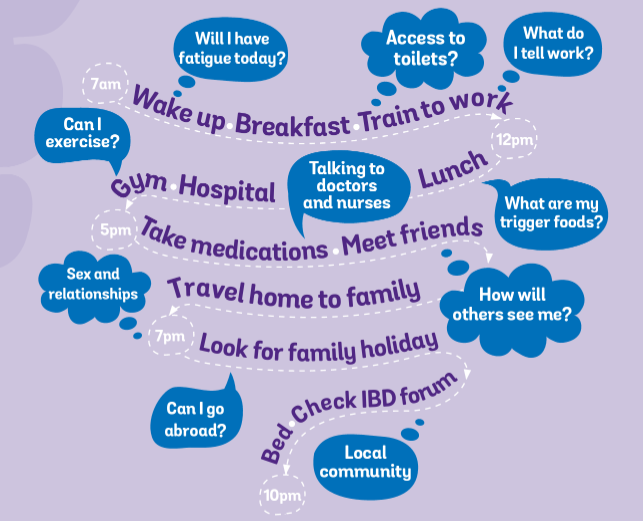 Will I have
fatigue today?
Access to
toilets?
What do
I tell work?
7am
Wake up • Breakfast • Train to work
12pm
Can I
exercise?
Gym • Hospital
Talking to
doctors
and nurses
Lunch
What are my
trigger foods?
5pm
Take medications • Meet friends
Sex and
relationships
Travel home to family
How will
others see me?
7pm
Look for family holiday
Can I go
abroad?
Bed • Check IBD forum
Local
community
10pm